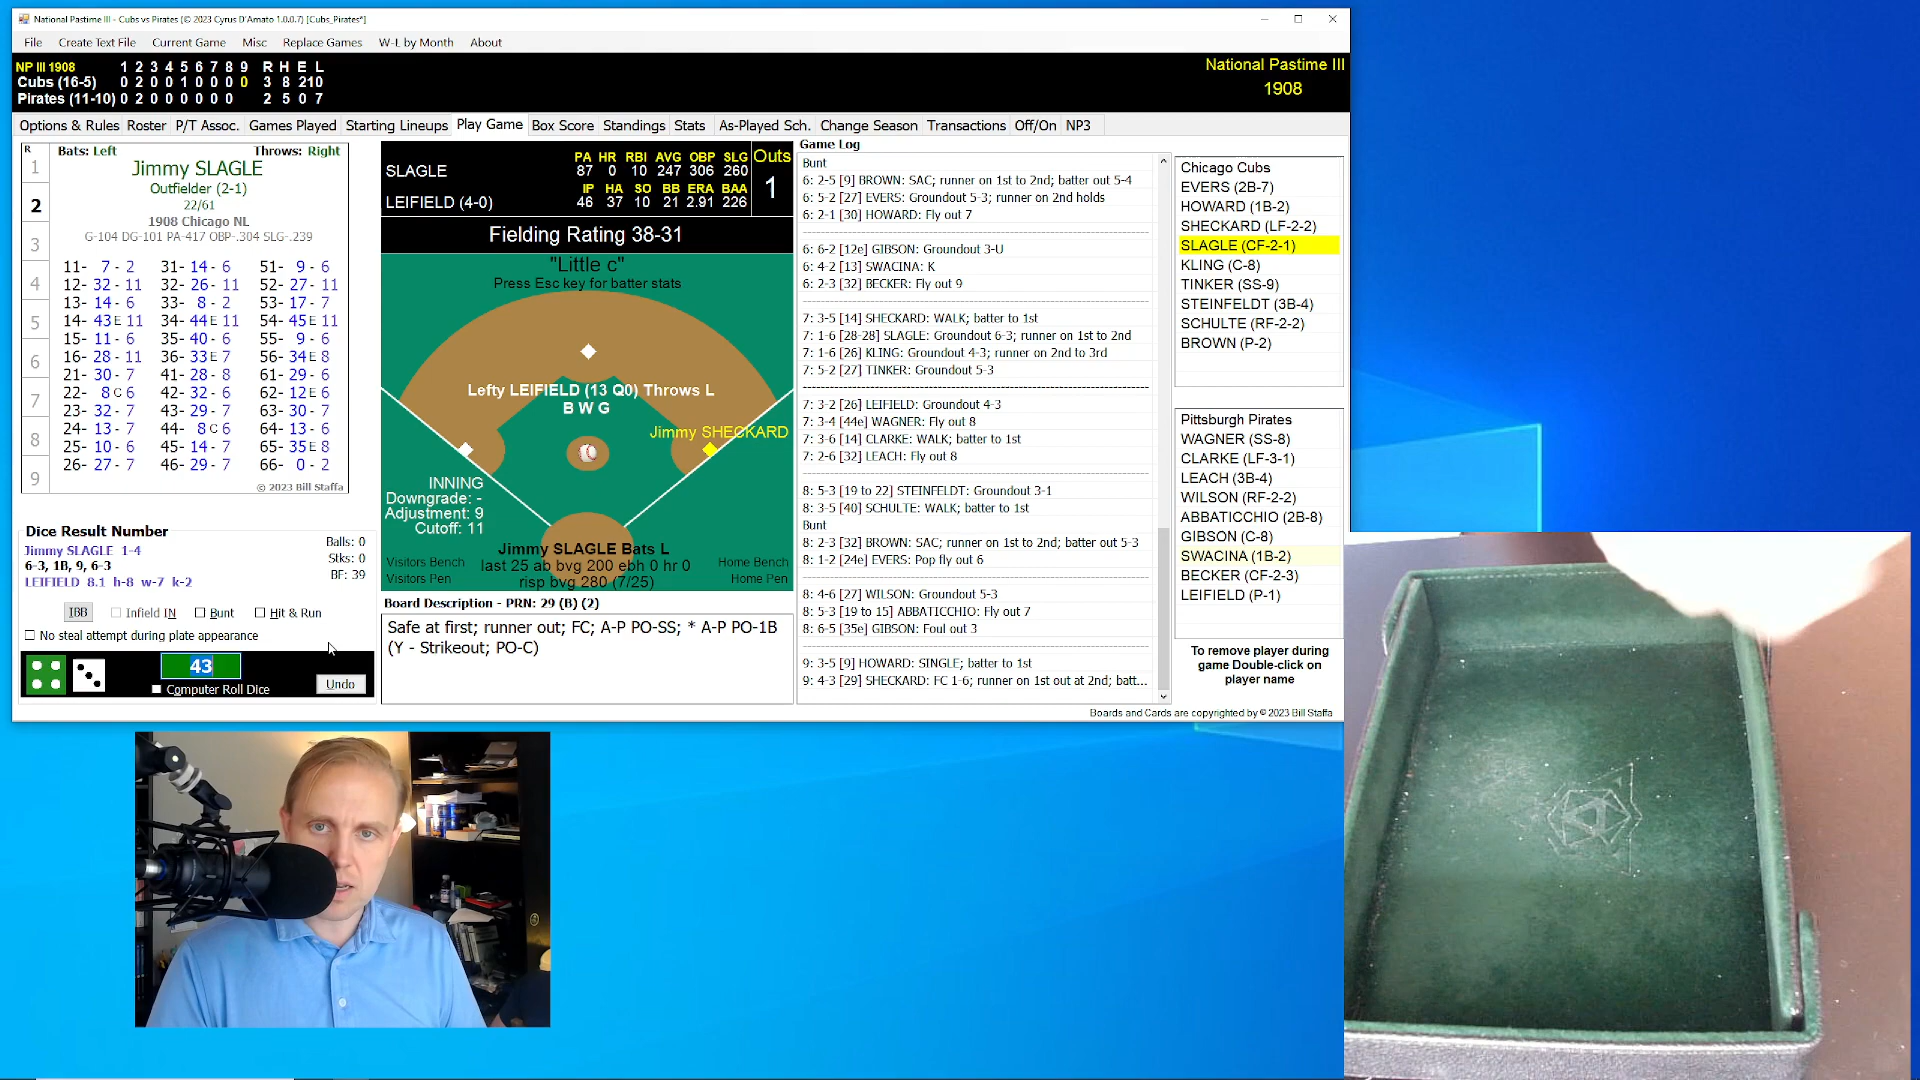 National Pastime III - Cubs vs Pirates (© 2023 Cyrus D'Amato 1.0.0.7) [Cubs_Pirates*]
File Create Text File Current Game Misc Replace Games W-L by Month About
NP III 1908 1 2 3 4 5 6 7 8 9 R H E L
Cubs (16-5) 0 2 0 0 1 0 0 0 0 3 8 2 10
Pirates (11-10) 0 2 0 0 0 0 0 0 2 5 0 7
National Pastime III
1908
Options & Rules Roster P/T Assoc. Games Played Starting Lineups Play Game Box Score Standings Stats As-Played Sch. Change Season Transactions Off/On NP3
R
1
2
3
4
5
6
7
8
9
Bats: Left Throws: Right
Jimmy SLAGLE
Outfielder (2-1)
22/61
1908 Chicago NL
G-104 DG-101 PA-417 OBP-.304 SLG-.239
11- 7 - 2 31- 14 - 6 51- 9 - 6
12- 32 - 11 32- 26 - 11 52- 27 - 11
13- 14 - 6 33- 8 - 2 53- 17 - 7
14- 43 E 11 34- 44 E 11 54- 45 E 11
15- 11 - 6 35- 40 - 6 55- 9 - 6
16- 28 - 11 36- 33 E 7 56- 34 E 8
21- 30 - 7 41- 28 - 8 61- 29 - 6
22- 8 C 6 42- 32 - 6 62- 12 E 6
23- 32 - 7 43- 29 - 7 63- 30 - 7
24- 13 - 7 44- 8 C 6 64- 13 - 6
25- 10 - 6 45- 14 - 7 65- 35 E 8
26- 27 - 7 46- 29 - 7 66- 0 - 2
© 2023 Bill Staffa
Dice Result Number
Jimmy SLAGLE 1-4
6-3, 1B, 9, 6-3
LEIFIELD 8.1 h-8 w-7 k-2
Balls: 0
Stks: 0
BF: 39
IBB Infield IN Bunt Hit & Run
No steal attempt during plate appearance
43
Computer Roll Dice
Undo
PA HR RBI AVG OBP SLG
SLAGLE 87 0 10 247 306 260
IP HA SO BB ERA BAA
LEIFIELD (4-0) 46 37 10 21 2.91 226
Outs
1
Fielding Rating 38-31
"Little c"
Press Esc key for batter stats
Lefty LEIFIELD (13 Q0) Throws L
B W G
Jimmy SHECKARD
INNING
Downgrade: -
Adjustment: 9
Cutoff: 11
Visitors Bench
Visitors Pen
Jimmy SLAGLE Bats L
last 25 ab bvg 200 ebh 0 hr 0
risp bvg 280 (7/25)
Home Bench
Home Pen
Board Description - PRN: 29 (B) (2)
Safe at first; runner out; FC; A-P PO-SS; * A-P PO-1B
(Y - Strikeout; PO-C)
Game Log
Bunt
6: 2-5 [9] BROWN: SAC; runner on 1st to 2nd; batter out 5-4
6: 5-2 [27] EVERS: Groundout 5-3; runner on 2nd holds
6: 2-1 [30] HOWARD: Fly out 7
6: 6-2 [12e] GIBSON: Groundout 3-U
6: 4-2 [13] SWACINA: K
6: 2-3 [32] BECKER: Fly out 9
7: 3-5 [14] SHECKARD: WALK; batter to 1st
7: 1-6 [28-28] SLAGLE: Groundout 6-3; runner on 1st to 2nd
7: 1-6 [26] KLING: Groundout 4-3; runner on 2nd to 3rd
7: 5-2 [27] TINKER: Groundout 5-3
7: 3-2 [26] LEIFIELD: Groundout 4-3
7: 3-4 [44e] WAGNER: Fly out 8
7: 3-6 [14] CLARKE: WALK; batter to 1st
7: 2-6 [32] LEACH: Fly out 8
8: 5-3 [19 to 22] STEINFELDT: Groundout 3-1
8: 3-5 [40] SCHULTE: WALK; batter to 1st
Bunt
8: 2-3 [32] BROWN: SAC; runner on 1st to 2nd; batter out 5-3
8: 1-2 [24e] EVERS: Pop fly out 6
8: 4-6 [27] WILSON: Groundout 5-3
8: 5-3 [19 to 15] ABBATICCHIO: Fly out 7
8: 6-5 [35e] GIBSON: Foul out 3
9: 3-5 [9] HOWARD: SINGLE; batter to 1st
9: 4-3 [29] SHECKARD: FC 1-6; runner on 1st out at 2nd; batt...
Chicago Cubs
EVERS (2B-7)
HOWARD (1B-2)
SHECKARD (LF-2-2)
SLAGLE (CF-2-1)
KLING (C-8)
TINKER (SS-9)
STEINFELDT (3B-4)
SCHULTE (RF-2-2)
BROWN (P-2)
Pittsburgh Pirates
WAGNER (SS-8)
CLARKE (LF-3-1)
LEACH (3B-4)
WILSON (RF-2-2)
ABBATICCHIO (2B-8)
GIBSON (C-8)
SWACINA (1B-2)
BECKER (CF-2-3)
LEIFIELD (P-1)
To remove player during
game Double-click on
player name
Boards and Cards are copyrighted by © 2023 Bill Staffa